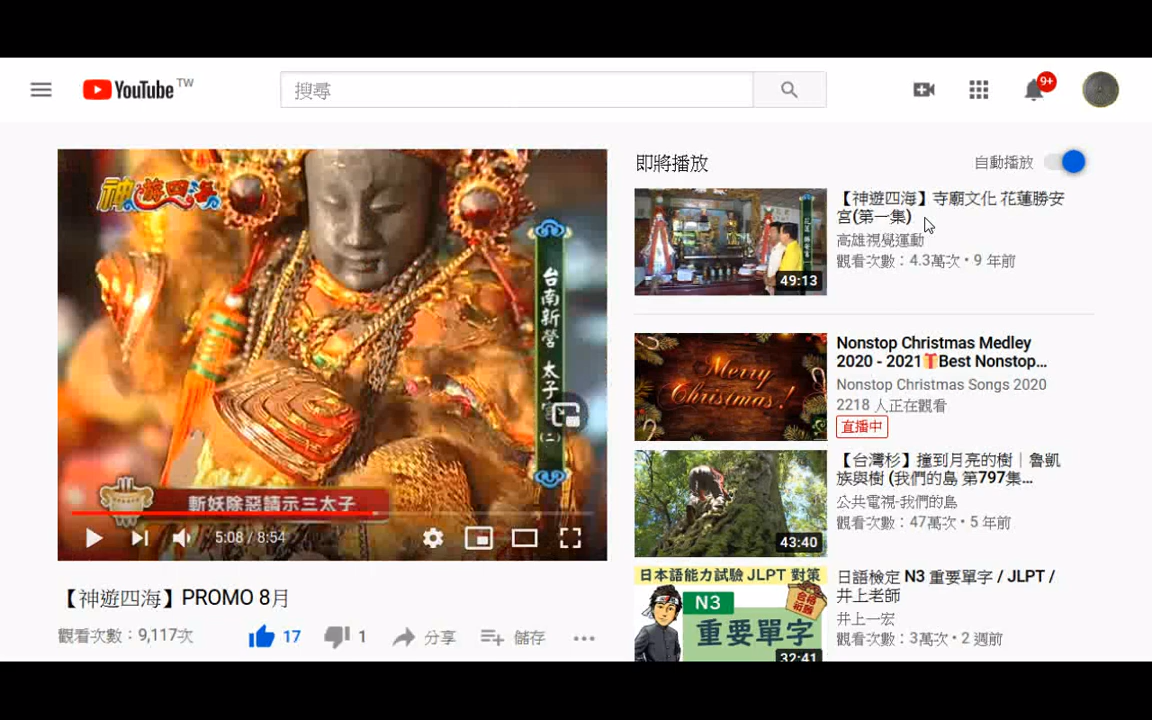 YouTube TW
搜尋
9+
神遊四海
台南新營 太子宮 (二)
斬妖除惡請示三太子
5:08 / 8:54
【神遊四海】PROMO 8月
觀看次數：9,117次
17
1
分享
儲存
即將播放
自動播放
花蓮勝安宮
49:13
【神遊四海】寺廟文化 花蓮勝安
宮(第一集)
高雄視覺運動
觀看次數：4.3萬次 • 9 年前
Merry
Christmas!
Nonstop Christmas Medley
2020 - 2021🎁Best Nonstop...
Nonstop Christmas Songs 2020
2218 人正在觀看
直播中
43:40
【台灣杉】撞到月亮的樹｜魯凱
族與樹 (我們的島 第797集...
公共電視-我們的島
觀看次數：47萬次 • 5 年前
日本語能力試驗 JLPT 對策
N3
重要單字
32:41
日語檢定 N3 重要單字 / JLPT /
井上老師
井上一宏
觀看次數：3萬次 • 2 週前